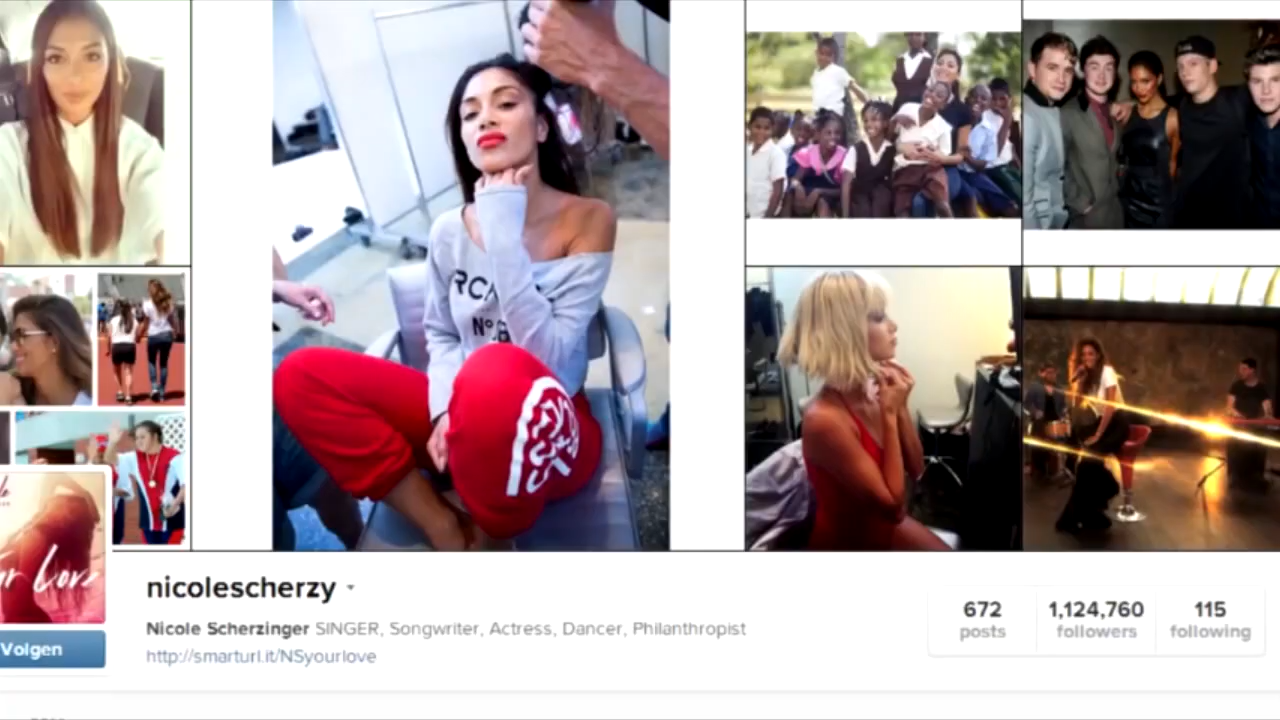 nicolescherzy
Nicole Scherzinger SINGER, Songwriter, Actress, Dancer, Philanthropist
http://smarturl.it/NSyourlove
672
posts
1,124,760
followers
115
following
Volgen